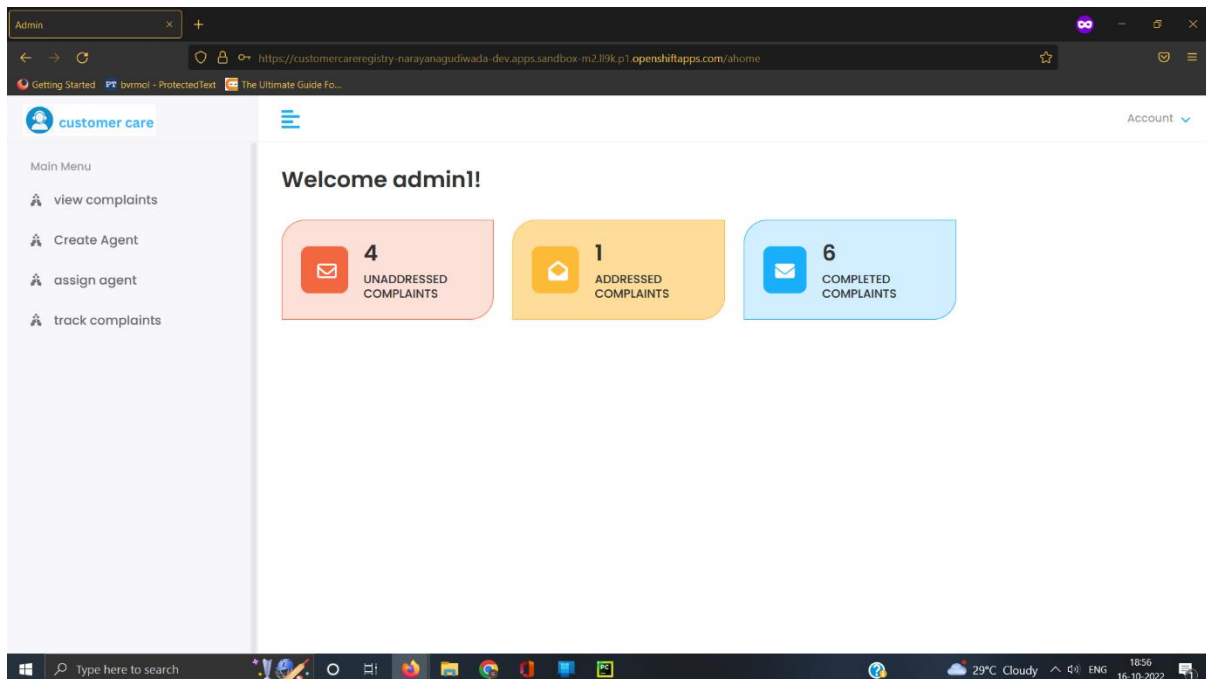 Admin
https://customercareregistry-narayanagudiwada-dev.apps.sandbox-m2.ll9k.p1.openshiftapps.com/ahome
Getting Started PT bvrmol - ProtectedText The Ultimate Guide Fo...
customer care
Account
Main Menu
view complaints
Create Agent
assign agent
track complaints
Welcome admin1!
4
UNADDRESSED
COMPLAINTS
1
ADDRESSED
COMPLAINTS
6
COMPLETED
COMPLAINTS
Type here to search
PC
29°C Cloudy
ENG
18:56
16-10-2022
1